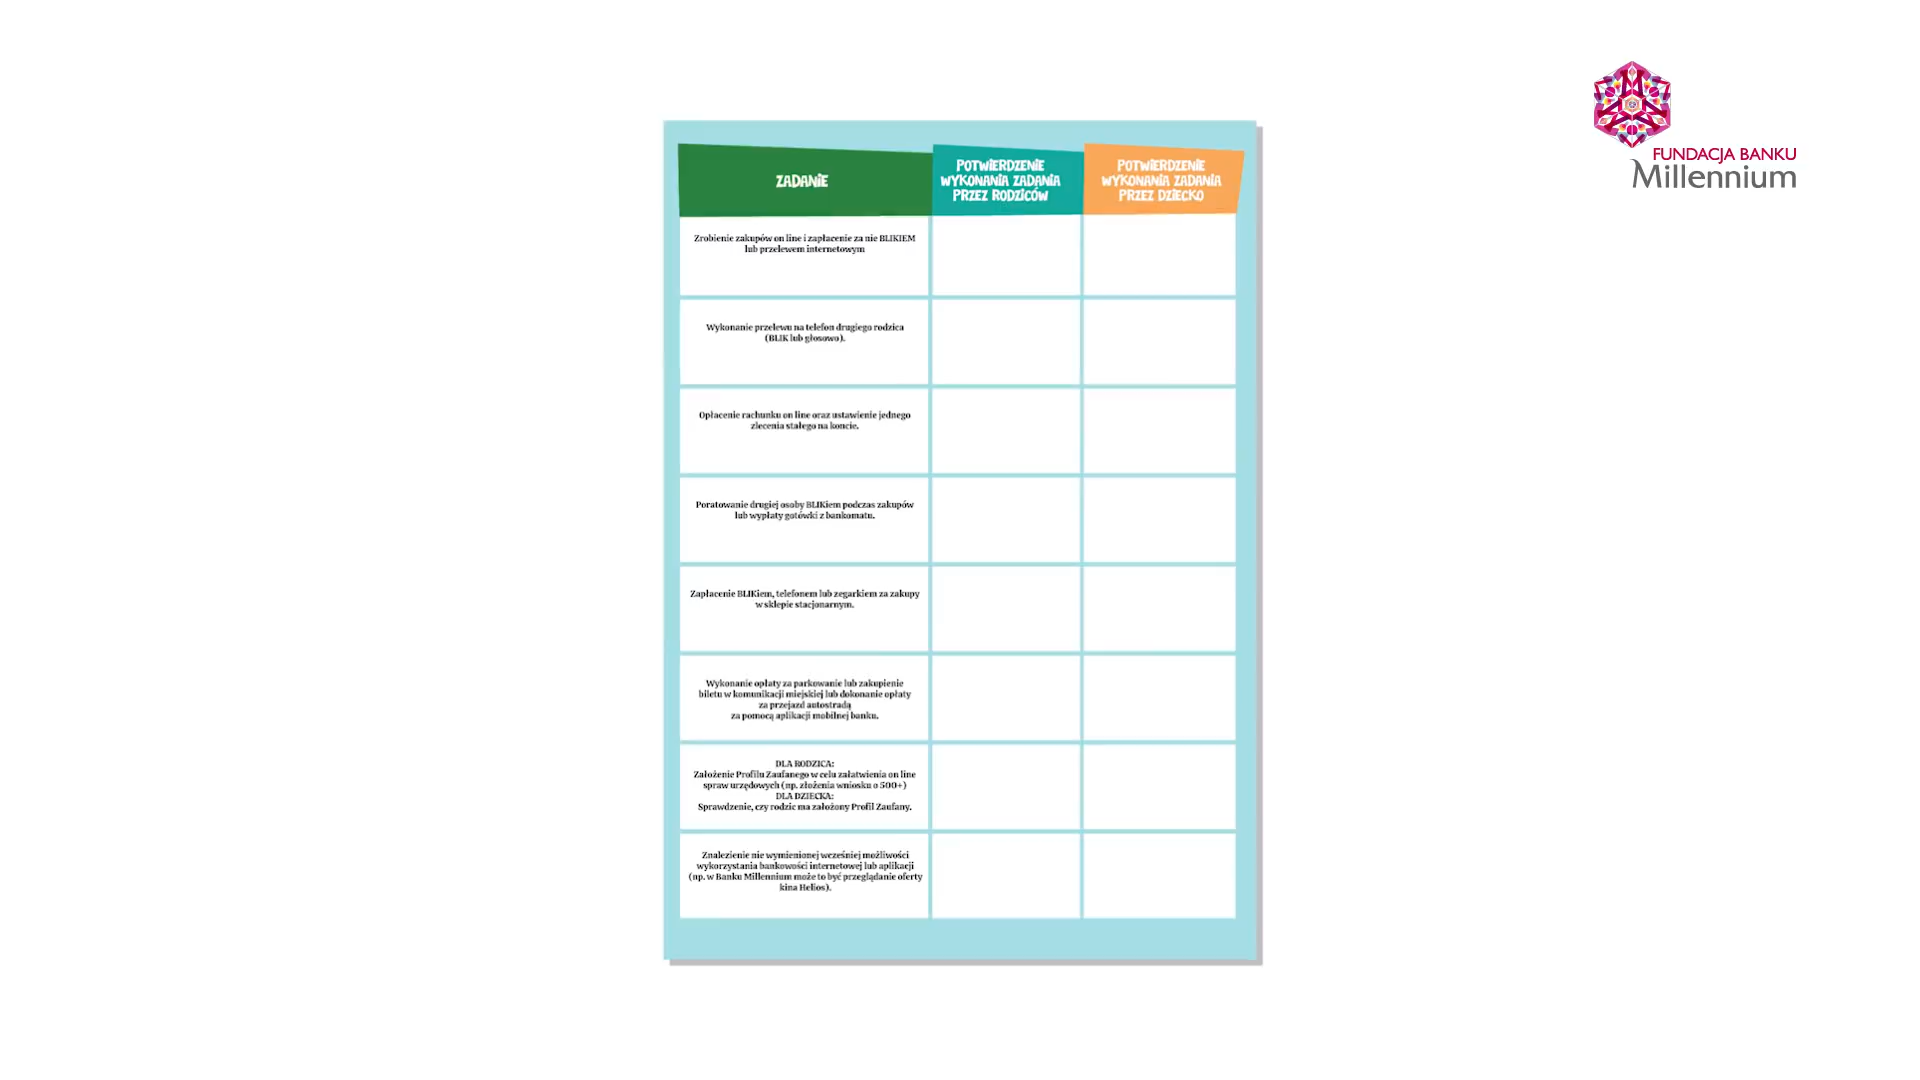 FUNDACJA BANKU
Millennium
ZADANIE
POTWIERDZENIE
WYKONANIA ZADANIA
PRZEZ RODZICÓW
POTWIERDZENIE
WYKONANIA ZADANIA
PRZEZ DZIECKO
Zrobienie zakupów on line i zapłacenie za nie BLIKIEM
lub przelewem internetowym
Wykonanie przelewu na telefon drugiego rodzica
(BLIK lub głosowo).
Opłacenie rachunku on line oraz ustawienie jednego
zlecenia stałego na koncie.
Poratowanie drugiej osoby BLIKiem podczas zakupów
lub wypłaty gotówki z bankomatu.
Zapłacenie BLIKiem, telefonem lub zegarkiem za zakupy
w sklepie stacjonarnym.
Wykonanie opłaty za parkowanie lub zakupienie
biletu w komunikacji miejskiej lub dokonanie opłaty
za przejazd autostradą
za pomocą aplikacji mobilnej banku.
DLA RODZICA:
Założenie Profilu Zaufanego w celu załatwienia on line
spraw urzędowych (np. złożenia wniosku o 500+)
DLA DZIECKA:
Sprawdzenie, czy rodzic ma założony Profil Zaufany.
Znalezienie nie wymienionej wcześniej możliwości
wykorzystania bankowości internetowej lub aplikacji
(np. w Banku Millennium może to być przeglądanie oferty
kina Helios).